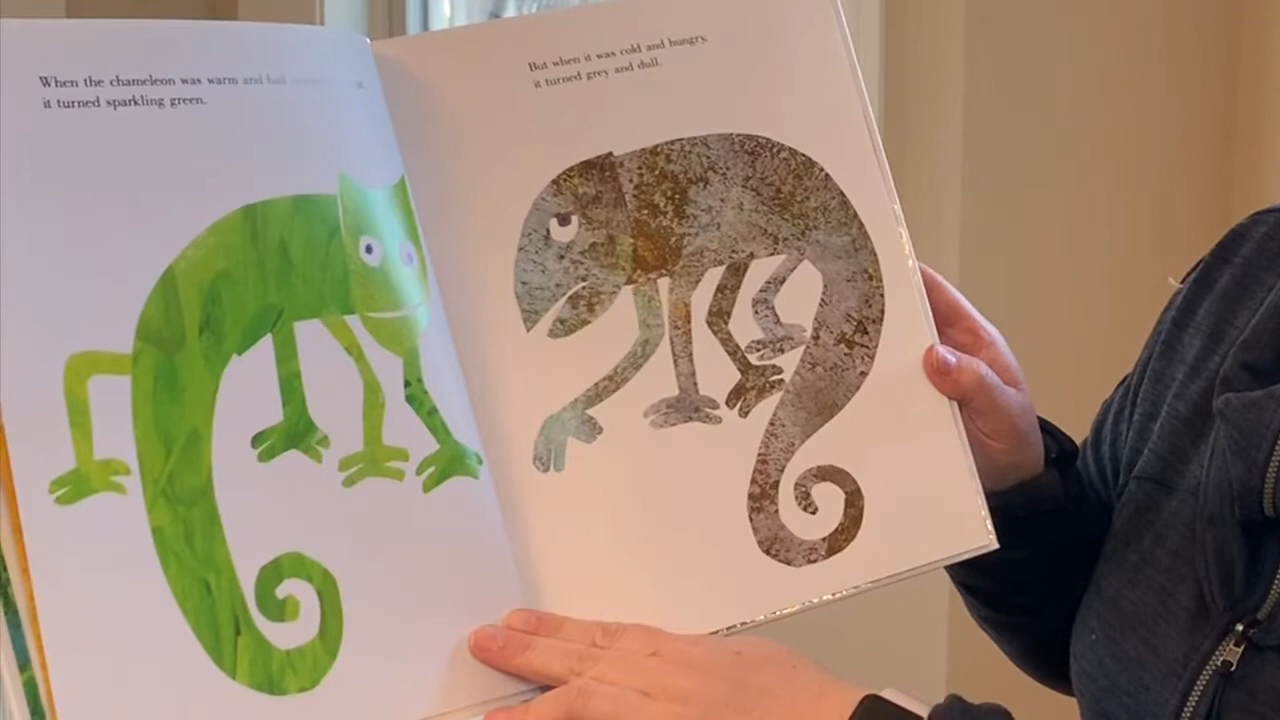 When the chameleon was warm and had
it turned sparkling green.
But when it was cold and hungry,
it turned grey and dull.